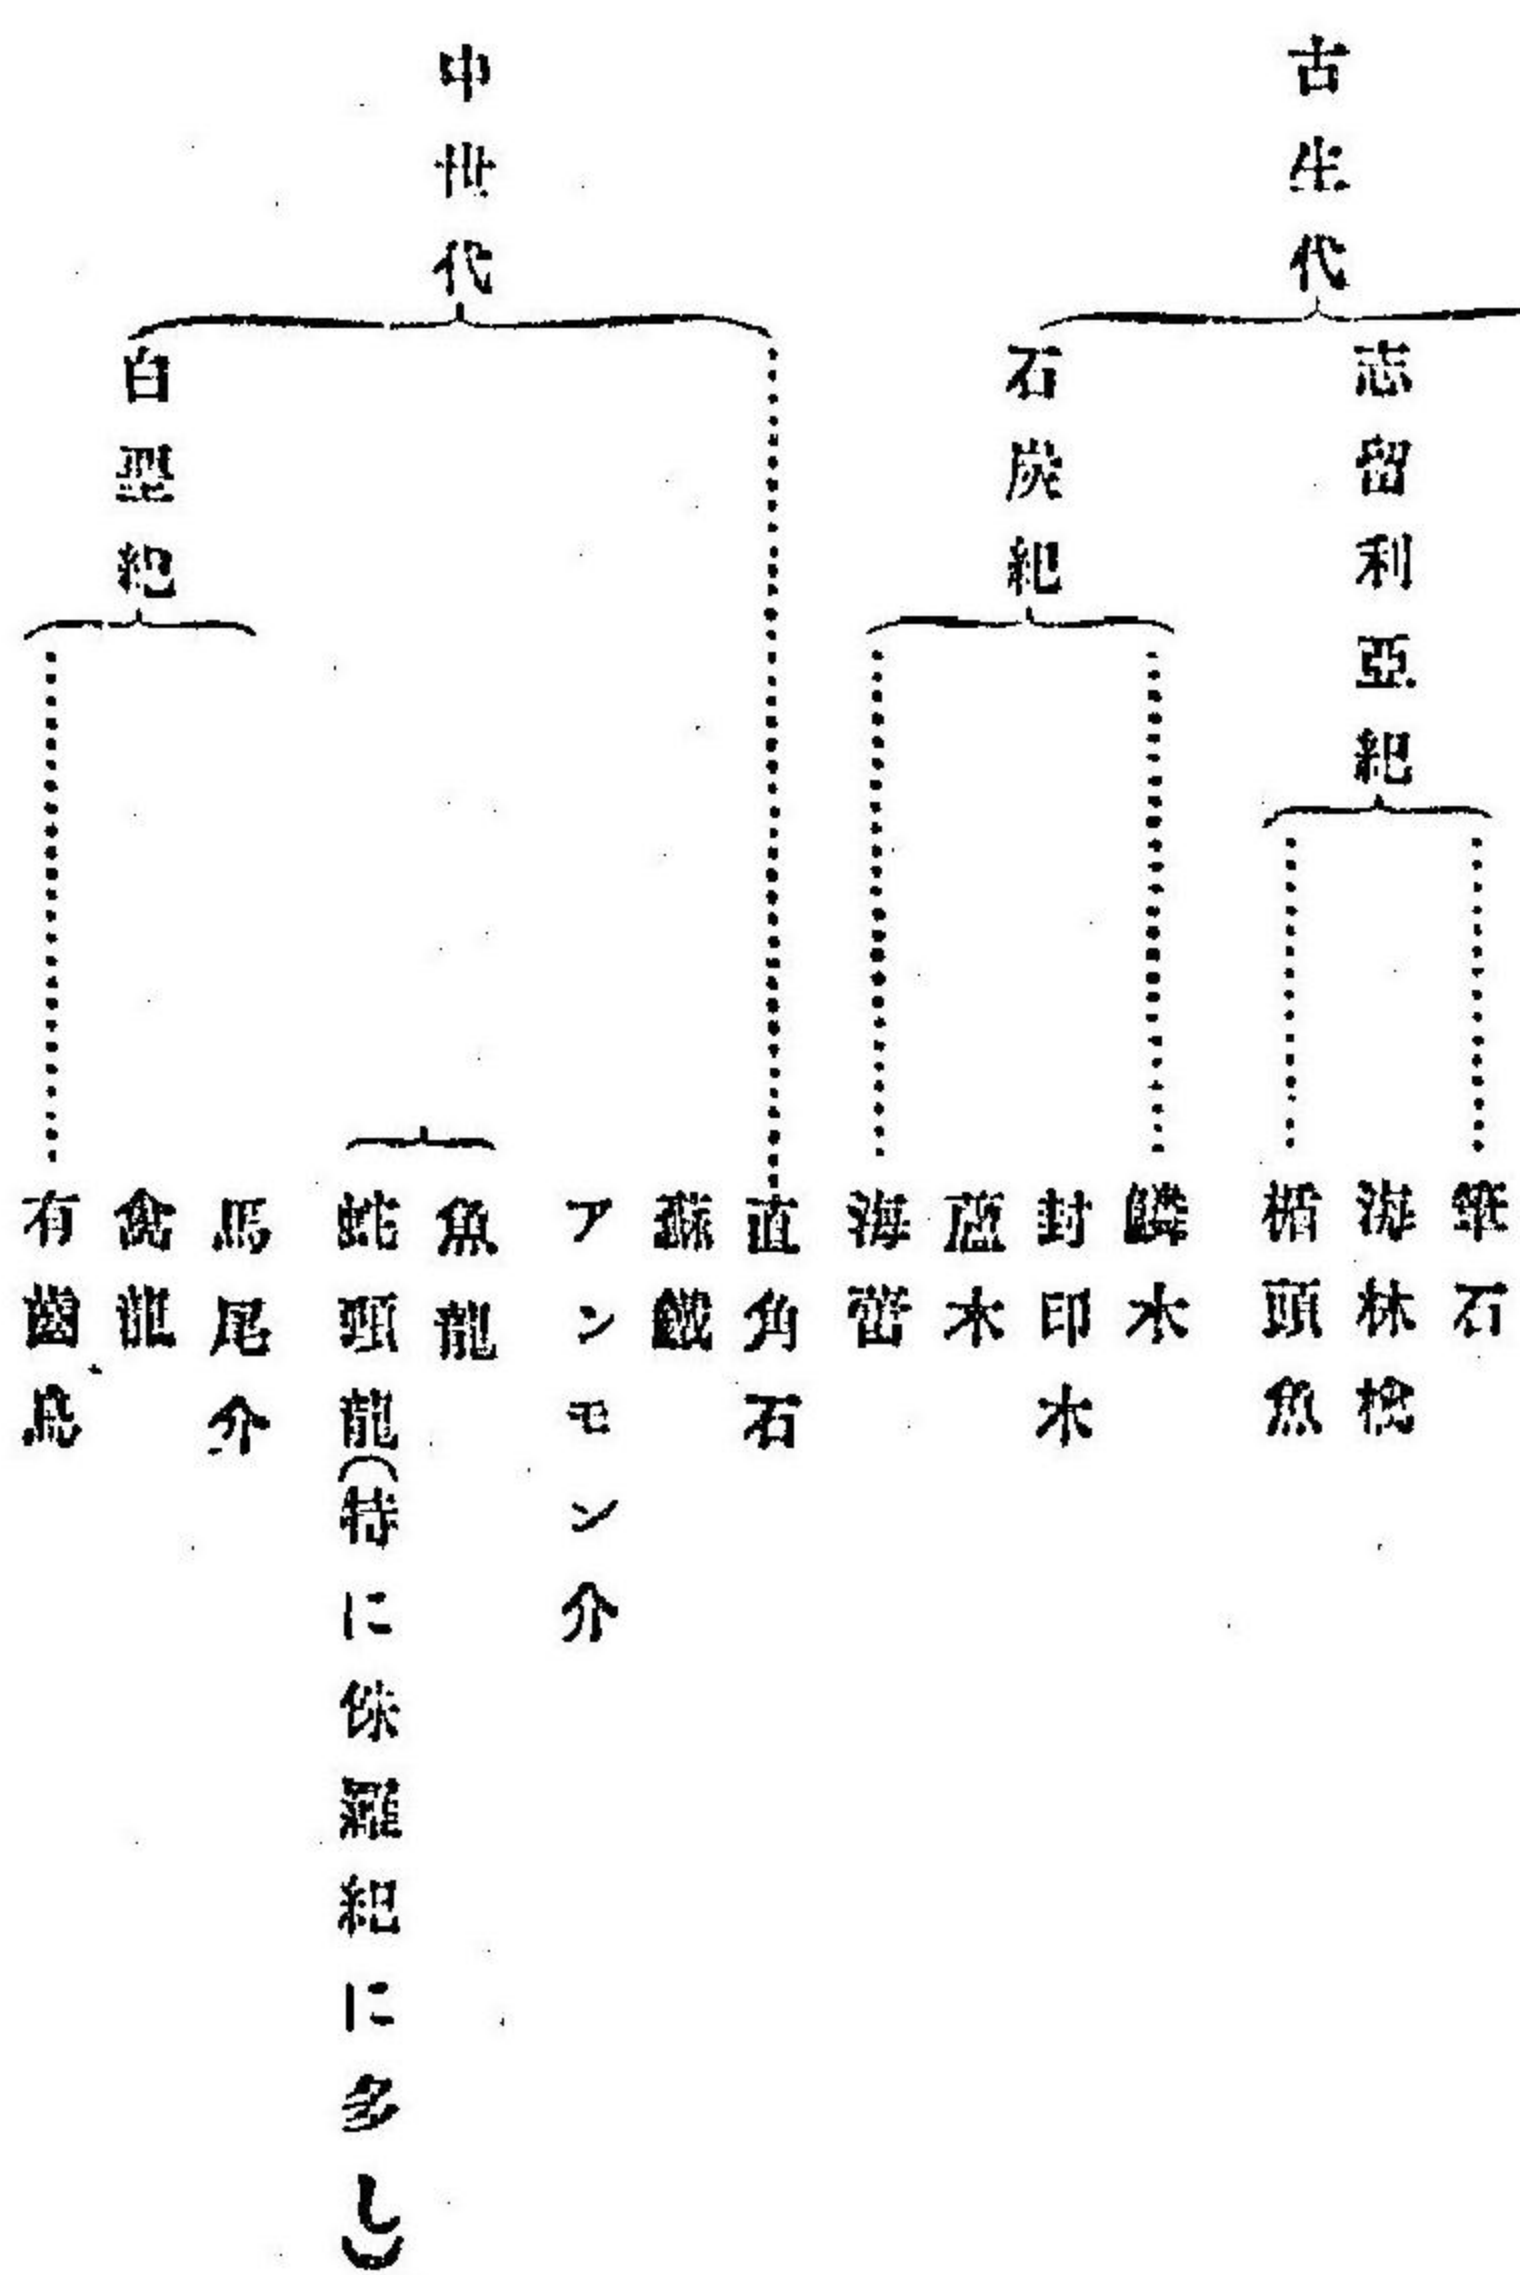 古生代
志留利亞紀
筆石
海林檎
楯頭魚
石炭紀
鱗木
封印木
蘆木
海蕾
中世代
直角石
蘇鐵
アンモン介
魚龍
蛇頭龍(特に侏羅紀に多し)
白堊紀
馬尾介
禽龍
有齒鳥